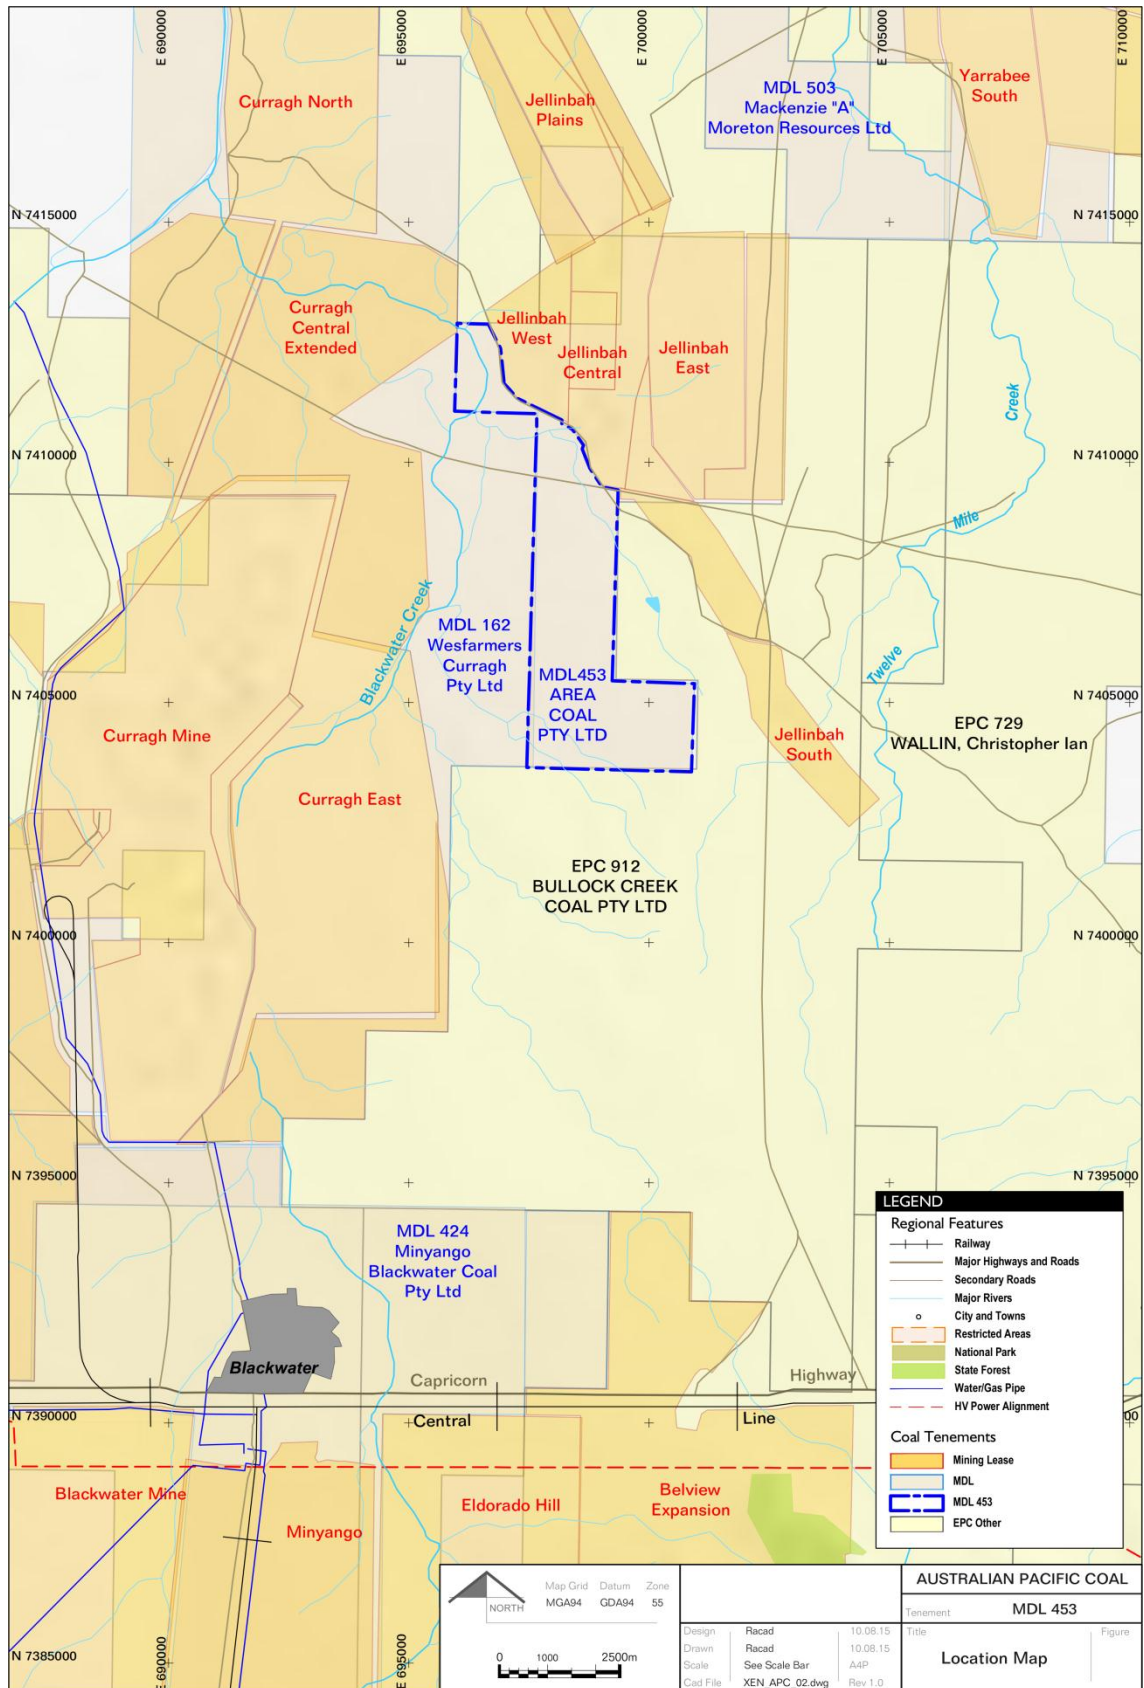 E 690000
E 695000
E 700000
E 705000
E 710000
Curragh North
Jellinbah
Plains
MDL 503
Mackenzie "A"
Moreton Resources Ltd
Yarrabee
South
N 7415000
N 7415000
Curragh
Central
Extended
Jellinbah
West
Jellinbah
Central
Jellinbah
East
Creek
N 7410000
N 7410000
Mile
Blackwater Creek
MDL 162
Wesfarmers
Curragh
Pty Ltd
MDL453
AREA
COAL
PTY LTD
Twelve
N 7405000
N 7405000
Curragh Mine
Jellinbah
South
EPC 729
WALLIN, Christopher Ian
Curragh East
EPC 912
BULLOCK CREEK
COAL PTY LTD
N 7400000
N 7400000
N 7395000
N 7395000
MDL 424
Minyango
Blackwater Coal
Pty Ltd
Blackwater
Capricorn
Highway
Central
Line
N 7390000
00
Blackwater Mine
Minyango
Eldorado Hill
Belview
Expansion
N 7385000
E 690000
E 695000
LEGEND
Regional Features
Railway
Major Highways and Roads
Secondary Roads
Major Rivers
City and Towns
Restricted Areas
National Park
State Forest
Water/Gas Pipe
HV Power Alignment
Coal Tenements
Mining Lease
MDL
MDL 453
EPC Other
NORTH
Map Grid Datum Zone
MGA94 GDA94 55
0 1000 2500m
Design Racad 10.08.15
Drawn Racad 10.08.15
Scale See Scale Bar A4P
Cad File XEN_APC_02.dwg Rev 1.0
AUSTRALIAN PACIFIC COAL
Tenement MDL 453
Title Figure
Location Map